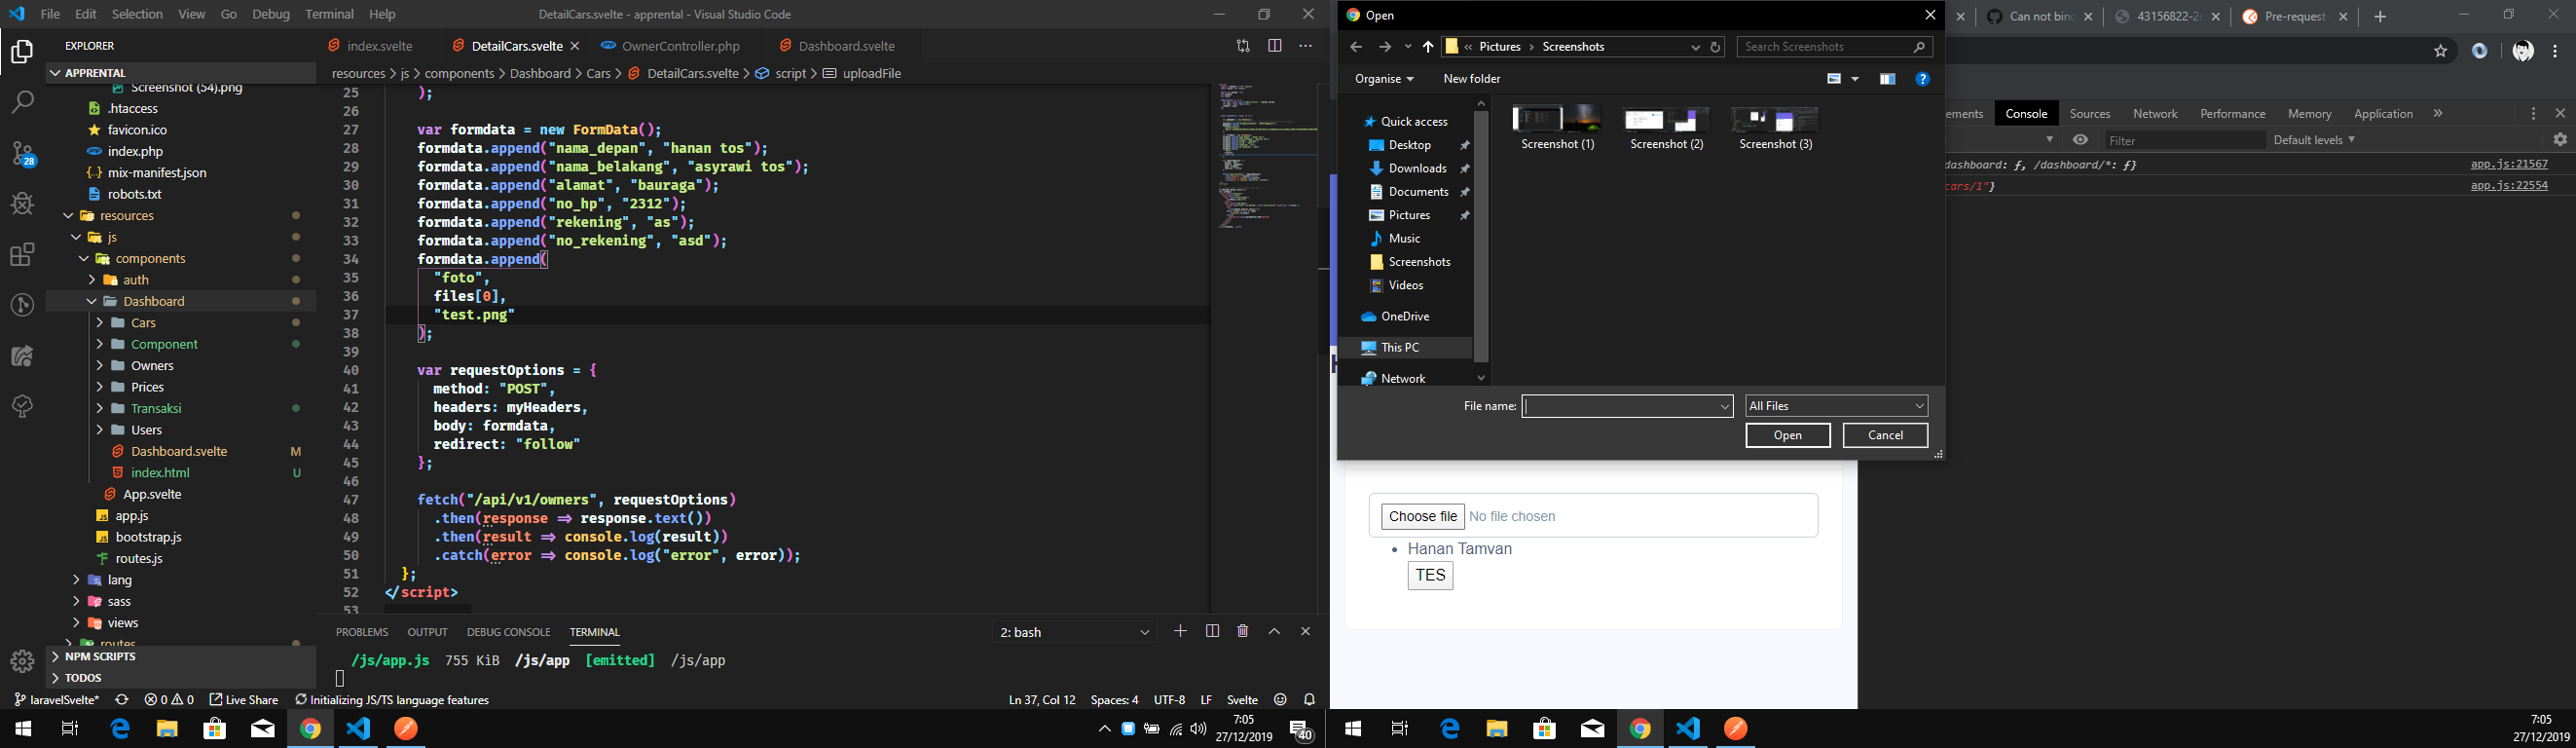 File Edit Selection View Go Debug Terminal Help
DetailCars.svelte - apprental - Visual Studio Code
EXPLORER
APPRENTAL
Screenshot (54).png
.htaccess
favicon.ico
index.php
mix-manifest.json
robots.txt
resources
js
components
auth
Dashboard
Cars
Component
Owners
Prices
Transaksi
Users
Dashboard.svelte M
index.html U
App.svelte
app.js
bootstrap.js
routes.js
lang
sass
views
routes
NPM SCRIPTS
TODOS
28
index.svelte DetailCars.svelte OwnerController.php Dashboard.svelte
resources > js > components > Dashboard > Cars > DetailCars.svelte > script > uploadFile
25 );
26
27 var formdata = new FormData();
28 formdata.append("nama_depan", "hanan tos");
29 formdata.append("nama_belakang", "asyrawi tos");
30 formdata.append("alamat", "bauraga");
31 formdata.append("no_hp", "2312");
32 formdata.append("rekening", "as");
33 formdata.append("no_rekening", "asd");
34 formdata.append(
35 "foto",
36 files[0],
37 "test.png"
38 );
39
40 var requestOptions = {
41 method: "POST",
42 headers: myHeaders,
43 body: formdata,
44 redirect: "follow"
45 };
46
47 fetch("/api/v1/owners", requestOptions)
48 .then(response => response.text())
49 .then(result => console.log(result))
50 .catch(error => console.log("error", error));
51 };
52 </script>
53
PROBLEMS OUTPUT DEBUG CONSOLE TERMINAL
2: bash
/js/app.js 755 KiB /js/app [emitted] /js/app
laravelSvelte* 0 0 Live Share Initializing JS/TS language features
Ln 37, Col 12 Spaces: 4 UTF-8 LF Svelte
7:05
27/12/2019
40
Open
« Pictures > Screenshots
Search Screenshots
Organise New folder
Quick access
Desktop
Downloads
Documents
Pictures
Music
Screenshots
Videos
OneDrive
This PC
Network
Screenshot (1) Screenshot (2) Screenshot (3)
File name:
All Files
Open Cancel
Can not bin
Pre-request
ements Console Sources Network Performance Memory Application »
Filter Default levels
dashboard: ƒ, /dashboard/*: ƒ} app.js:21567
cars/1"} app.js:22554
Choose file No file chosen
Hanan Tamvan
TES
7:05
27/12/2019